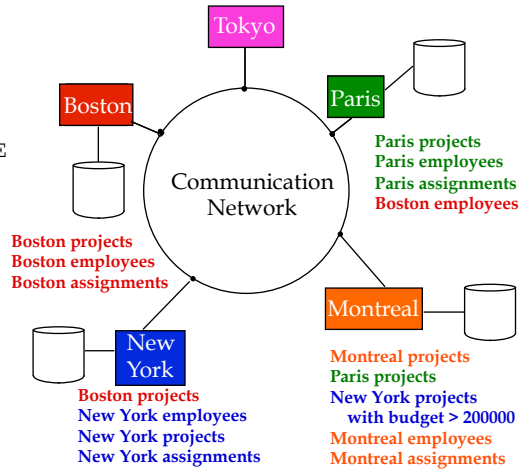 Tokyo
Boston
Paris
E
Paris projects
Paris employees
Paris assignments
Boston employees
Communication
Network
Boston projects
Boston employees
Boston assignments
Montreal
New
York
Montreal projects
Paris projects
New York projects
with budget > 200000
Montreal employees
Montreal assignments
Boston projects
New York employees
New York projects
New York assignments